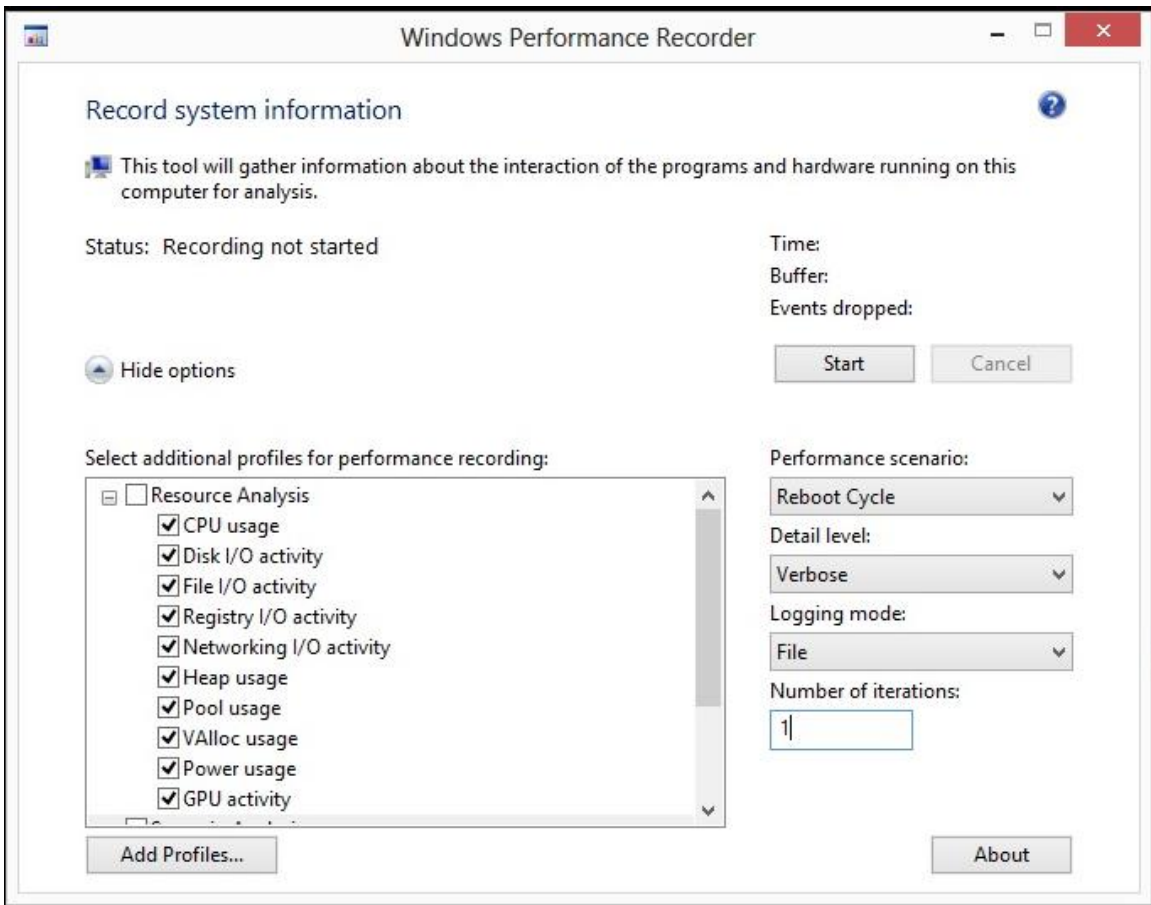 Windows Performance Recorder
Record system information
This tool will gather information about the interaction of the programs and hardware running on this
computer for analysis.
Status: Recording not started
Time:
Buffer:
Events dropped:
Hide options
Start
Cancel
Select additional profiles for performance recording:
Resource Analysis
CPU usage
Disk I/O activity
File I/O activity
Registry I/O activity
Networking I/O activity
Heap usage
Pool usage
VAlloc usage
Power usage
GPU activity
Performance scenario:
Reboot Cycle
Detail level:
Verbose
Logging mode:
File
Number of iterations:
1
Add Profiles...
About